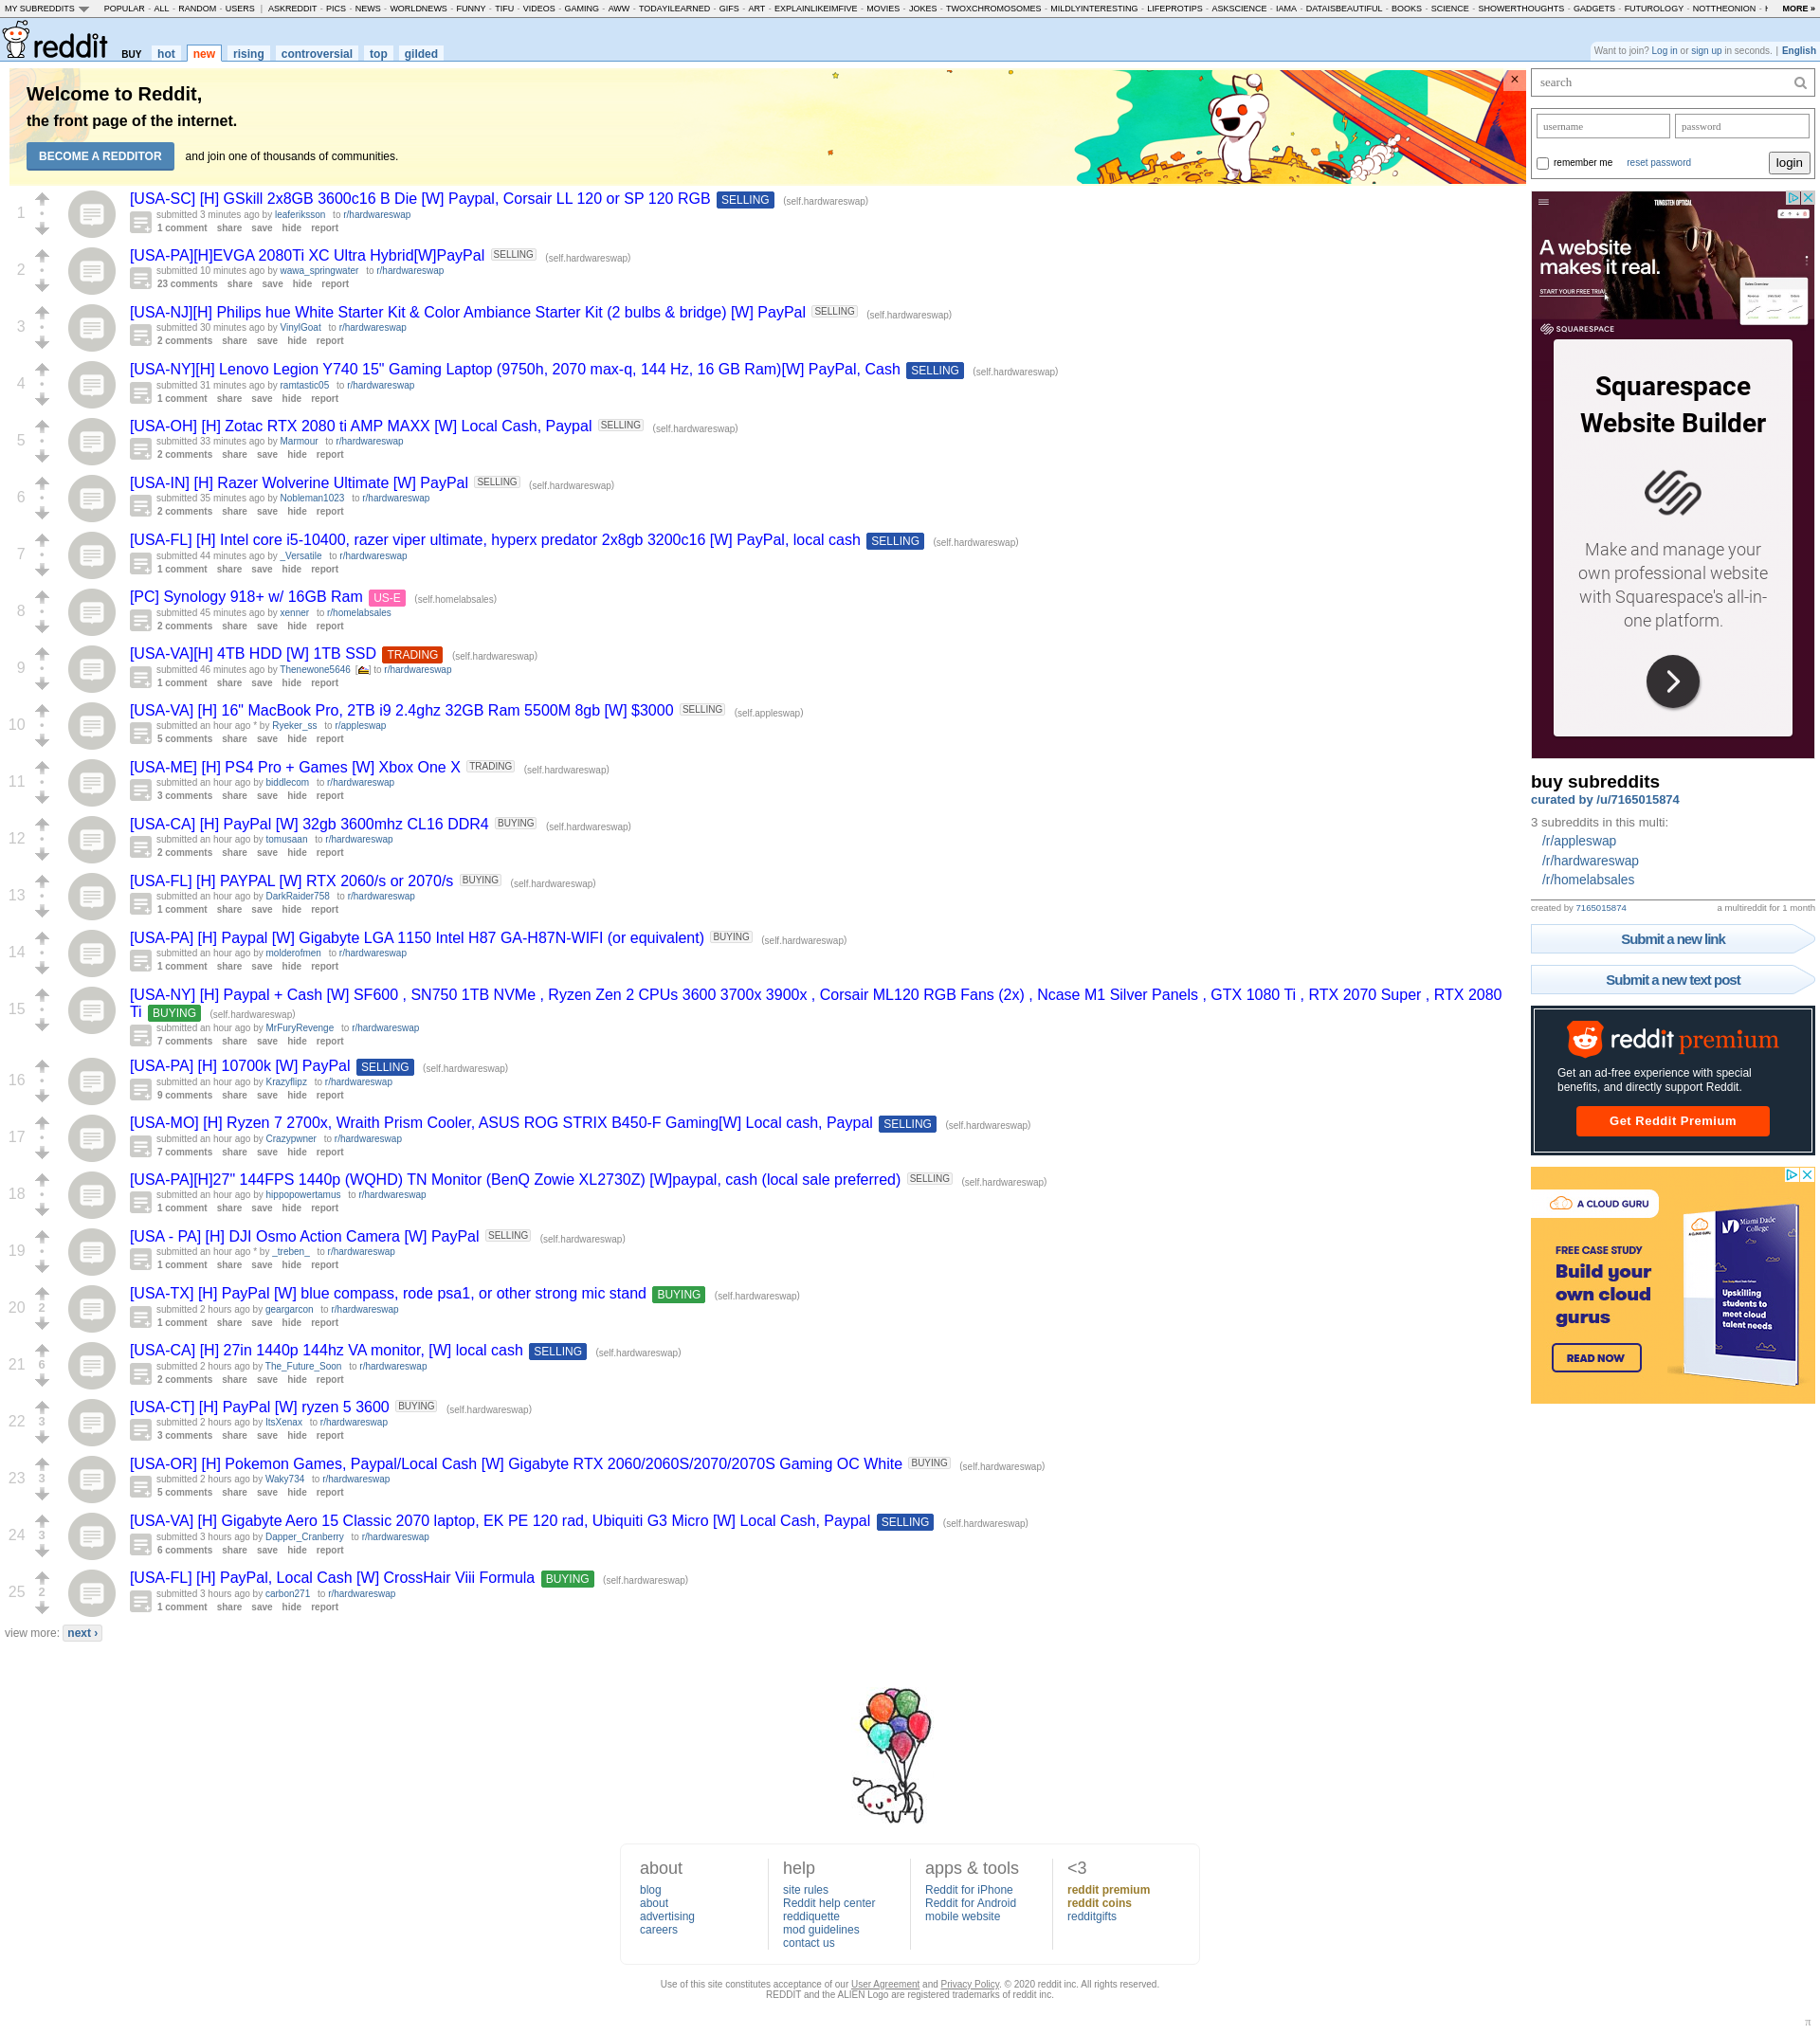 MY SUBREDDITS POPULAR - ALL - RANDOM - USERS | ASKREDDIT - PICS - NEWS - WORLDNEWS - FUNNY - TIFU - VIDEOS - GAMING - AWW - TODAYILEARNED - GIFS - ART - EXPLAINLIKEIMFIVE - MOVIES - JOKES - TWOXCHROMOSOMES - MILDLYINTERESTING - LIFEPROTIPS - ASKSCIENCE - IAMA - DATAISBEAUTIFUL - BOOKS - SCIENCE - SHOWERTHOUGHTS - GADGETS - FUTUROLOGY - NOTTHEONION - MORE »
reddit BUY hot new rising controversial top gilded
Want to join? Log in or sign up in seconds. | English
Welcome to Reddit,
the front page of the internet.
BECOME A REDDITOR and join one of thousands of communities.
×
1
[USA-SC] [H] GSkill 2x8GB 3600c16 B Die [W] Paypal, Corsair LL 120 or SP 120 RGB SELLING (self.hardwareswap)
submitted 3 minutes ago by leaferiksson to r/hardwareswap
1 comment share save hide report
2
[USA-PA][H]EVGA 2080Ti XC Ultra Hybrid[W]PayPal SELLING (self.hardwareswap)
submitted 10 minutes ago by wawa_springwater to r/hardwareswap
23 comments share save hide report
3
[USA-NJ][H] Philips hue White Starter Kit & Color Ambiance Starter Kit (2 bulbs & bridge) [W] PayPal SELLING (self.hardwareswap)
submitted 30 minutes ago by VinylGoat to r/hardwareswap
2 comments share save hide report
4
[USA-NY][H] Lenovo Legion Y740 15" Gaming Laptop (9750h, 2070 max-q, 144 Hz, 16 GB Ram)[W] PayPal, Cash SELLING (self.hardwareswap)
submitted 31 minutes ago by ramtastic05 to r/hardwareswap
1 comment share save hide report
5
[USA-OH] [H] Zotac RTX 2080 ti AMP MAXX [W] Local Cash, Paypal SELLING (self.hardwareswap)
submitted 33 minutes ago by Marmour to r/hardwareswap
2 comments share save hide report
6
[USA-IN] [H] Razer Wolverine Ultimate [W] PayPal SELLING (self.hardwareswap)
submitted 35 minutes ago by Nobleman1023 to r/hardwareswap
2 comments share save hide report
7
[USA-FL] [H] Intel core i5-10400, razer viper ultimate, hyperx predator 2x8gb 3200c16 [W] PayPal, local cash SELLING (self.hardwareswap)
submitted 44 minutes ago by _Versatile to r/hardwareswap
1 comment share save hide report
8
[PC] Synology 918+ w/ 16GB Ram US-E (self.homelabsales)
submitted 45 minutes ago by xenner to r/homelabsales
2 comments share save hide report
9
[USA-VA][H] 4TB HDD [W] 1TB SSD TRADING (self.hardwareswap)
submitted 46 minutes ago by Thenewone5646 [] to r/hardwareswap
1 comment share save hide report
10
[USA-VA] [H] 16" MacBook Pro, 2TB i9 2.4ghz 32GB Ram 5500M 8gb [W] $3000 SELLING (self.appleswap)
submitted an hour ago * by Ryeker_ss to r/appleswap
5 comments share save hide report
11
[USA-ME] [H] PS4 Pro + Games [W] Xbox One X TRADING (self.hardwareswap)
submitted an hour ago by biddlecom to r/hardwareswap
3 comments share save hide report
12
[USA-CA] [H] PayPal [W] 32gb 3600mhz CL16 DDR4 BUYING (self.hardwareswap)
submitted an hour ago by tomusaan to r/hardwareswap
2 comments share save hide report
13
[USA-FL] [H] PAYPAL [W] RTX 2060/s or 2070/s BUYING (self.hardwareswap)
submitted an hour ago by DarkRaider758 to r/hardwareswap
1 comment share save hide report
14
[USA-PA] [H] Paypal [W] Gigabyte LGA 1150 Intel H87 GA-H87N-WIFI (or equivalent) BUYING (self.hardwareswap)
submitted an hour ago by molderofmen to r/hardwareswap
1 comment share save hide report
15
[USA-NY] [H] Paypal + Cash [W] SF600 , SN750 1TB NVMe , Ryzen Zen 2 CPUs 3600 3700x 3900x , Corsair ML120 RGB Fans (2x) , Ncase M1 Silver Panels , GTX 1080 Ti , RTX 2070 Super , RTX 2080
Ti BUYING (self.hardwareswap)
submitted an hour ago by MrFuryRevenge to r/hardwareswap
7 comments share save hide report
16
[USA-PA] [H] 10700k [W] PayPal SELLING (self.hardwareswap)
submitted an hour ago by Krazyflipz to r/hardwareswap
9 comments share save hide report
17
[USA-MO] [H] Ryzen 7 2700x, Wraith Prism Cooler, ASUS ROG STRIX B450-F Gaming[W] Local cash, Paypal SELLING (self.hardwareswap)
submitted an hour ago by Crazypwner to r/hardwareswap
7 comments share save hide report
18
[USA-PA][H]27" 144FPS 1440p (WQHD) TN Monitor (BenQ Zowie XL2730Z) [W]paypal, cash (local sale preferred) SELLING (self.hardwareswap)
submitted an hour ago by hippopowertamus to r/hardwareswap
1 comment share save hide report
19
[USA - PA] [H] DJI Osmo Action Camera [W] PayPal SELLING (self.hardwareswap)
submitted an hour ago * by _treben_ to r/hardwareswap
1 comment share save hide report
20 2
[USA-TX] [H] PayPal [W] blue compass, rode psa1, or other strong mic stand BUYING (self.hardwareswap)
submitted 2 hours ago by geargarcon to r/hardwareswap
1 comment share save hide report
21 6
[USA-CA] [H] 27in 1440p 144hz VA monitor, [W] local cash SELLING (self.hardwareswap)
submitted 2 hours ago by The_Future_Soon to r/hardwareswap
2 comments share save hide report
22 3
[USA-CT] [H] PayPal [W] ryzen 5 3600 BUYING (self.hardwareswap)
submitted 2 hours ago by ItsXenax to r/hardwareswap
3 comments share save hide report
23 3
[USA-OR] [H] Pokemon Games, Paypal/Local Cash [W] Gigabyte RTX 2060/2060S/2070/2070S Gaming OC White BUYING (self.hardwareswap)
submitted 2 hours ago by Waky734 to r/hardwareswap
5 comments share save hide report
24 3
[USA-VA] [H] Gigabyte Aero 15 Classic 2070 laptop, EK PE 120 rad, Ubiquiti G3 Micro [W] Local Cash, Paypal SELLING (self.hardwareswap)
submitted 3 hours ago by Dapper_Cranberry to r/hardwareswap
6 comments share save hide report
25 2
[USA-FL] [H] PayPal, Local Cash [W] CrossHair Viii Formula BUYING (self.hardwareswap)
submitted 3 hours ago by carbon271 to r/hardwareswap
1 comment share save hide report
view more: next ›
search
username password
remember me reset password login
TUNGSTEN OPTICAL
A website
makes it real.
START YOUR FREE TRIAL
SQUARESPACE
Squarespace
Website Builder
Make and manage your
own professional website
with Squarespace's all-in-
one platform.
buy subreddits
curated by /u/7165015874
3 subreddits in this multi:
/r/appleswap
/r/hardwareswap
/r/homelabsales
created by 7165015874 a multireddit for 1 month
Submit a new link
Submit a new text post
reddit premium
Get an ad-free experience with special
benefits, and directly support Reddit.
Get Reddit Premium
A CLOUD GURU
FREE CASE STUDY
Build your
own cloud
gurus
READ NOW
Miami Dade
College
Upskilling
students to
meet cloud
talent needs
about
blog
about
advertising
careers
help
site rules
Reddit help center
reddiquette
mod guidelines
contact us
apps & tools
Reddit for iPhone
Reddit for Android
mobile website
<3
reddit premium
reddit coins
redditgifts
Use of this site constitutes acceptance of our User Agreement and Privacy Policy. © 2020 reddit inc. All rights reserved.
REDDIT and the ALIEN Logo are registered trademarks of reddit inc.
π